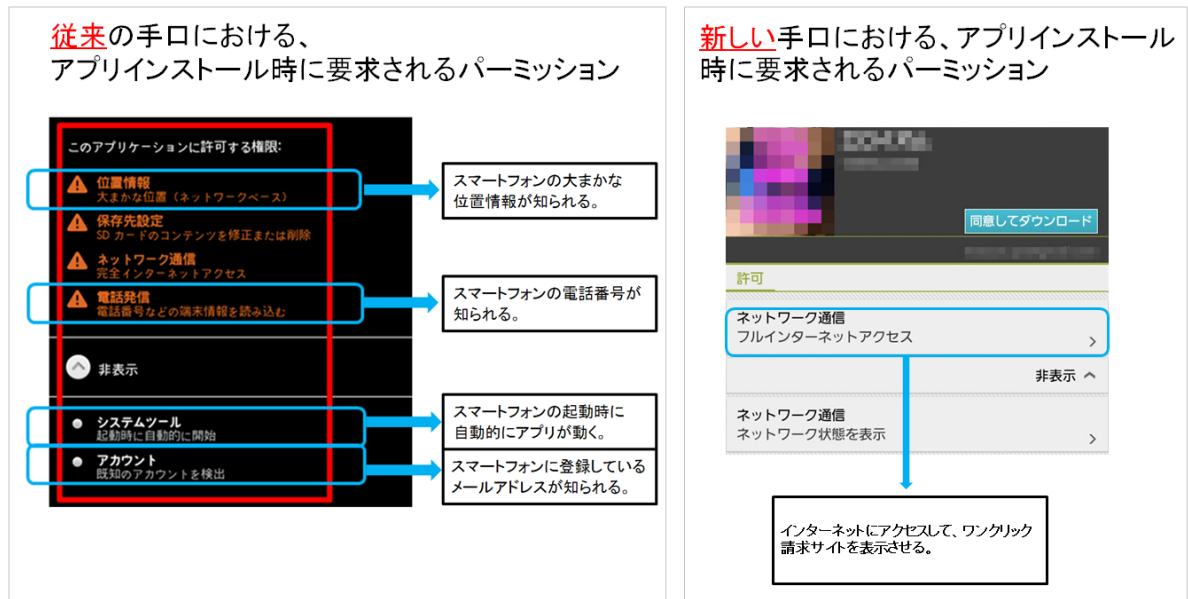 従来の手口における、
アプリインストール時に要求されるパーミッション
このアプリケーションに許可する権限:
位置情報
大まかな位置（ネットワークベース）
保存先設定
SD カードのコンテンツを修正または削除
ネットワーク通信
完全インターネットアクセス
電話発信
電話番号などの端末情報を読み込む
非表示
システムツール
起動時に自動的に開始
アカウント
既知のアカウントを検出
スマートフォンの大まかな
位置情報が知られる。
スマートフォンの電話番号が
知られる。
スマートフォンの起動時に
自動的にアプリが動く。
スマートフォンに登録している
メールアドレスが知られる。
新しい手口における、アプリインストール
時に要求されるパーミッション
同意してダウンロード
許可
ネットワーク通信
フルインターネットアクセス
非表示
ネットワーク通信
ネットワーク状態を表示
インターネットにアクセスして、ワンクリック
請求サイトを表示させる。